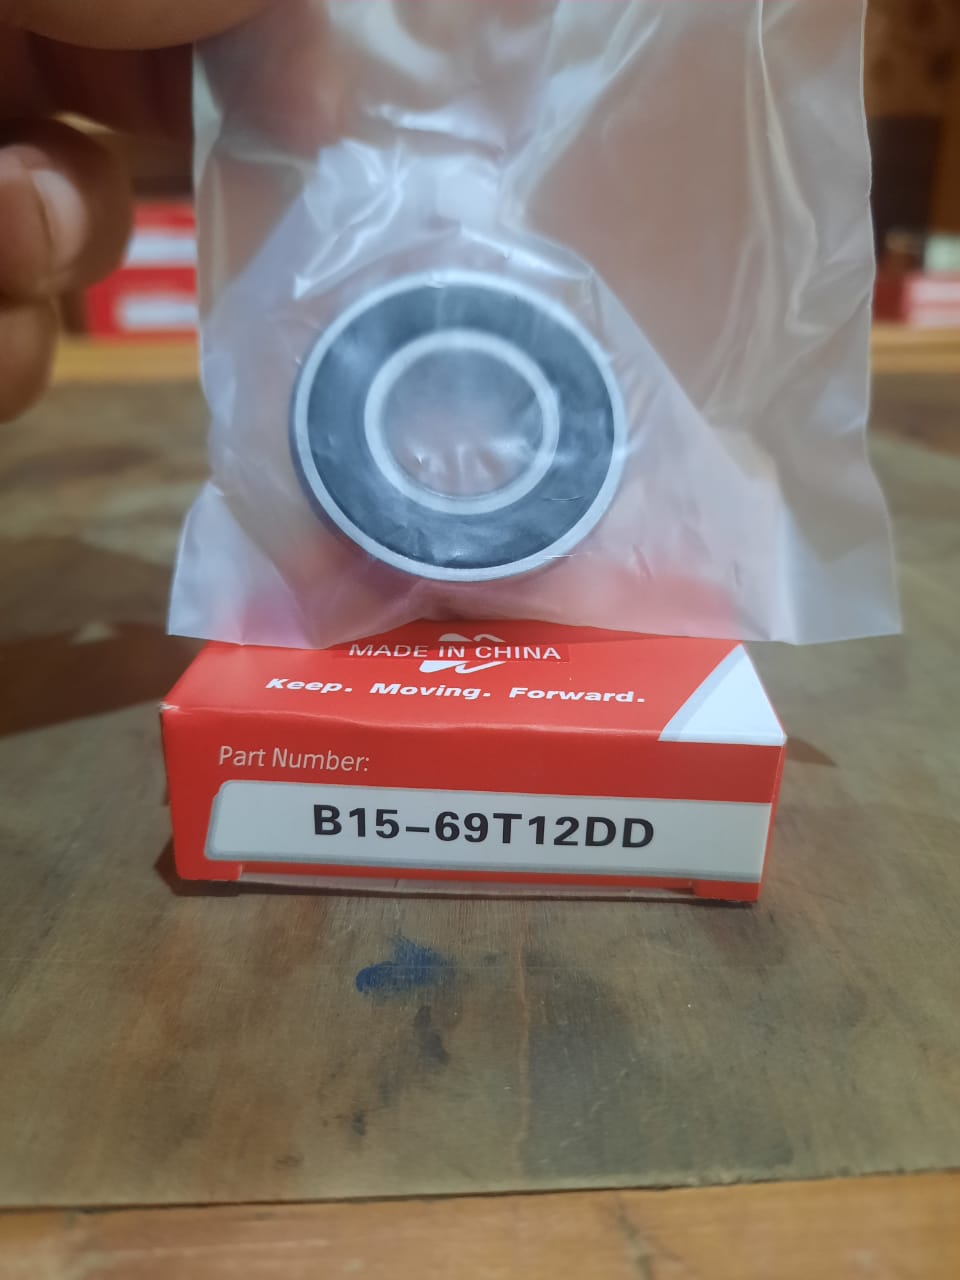 MADE IN CHINA
Keep. Moving. Forward.
Part Number:
B15-69T12DD